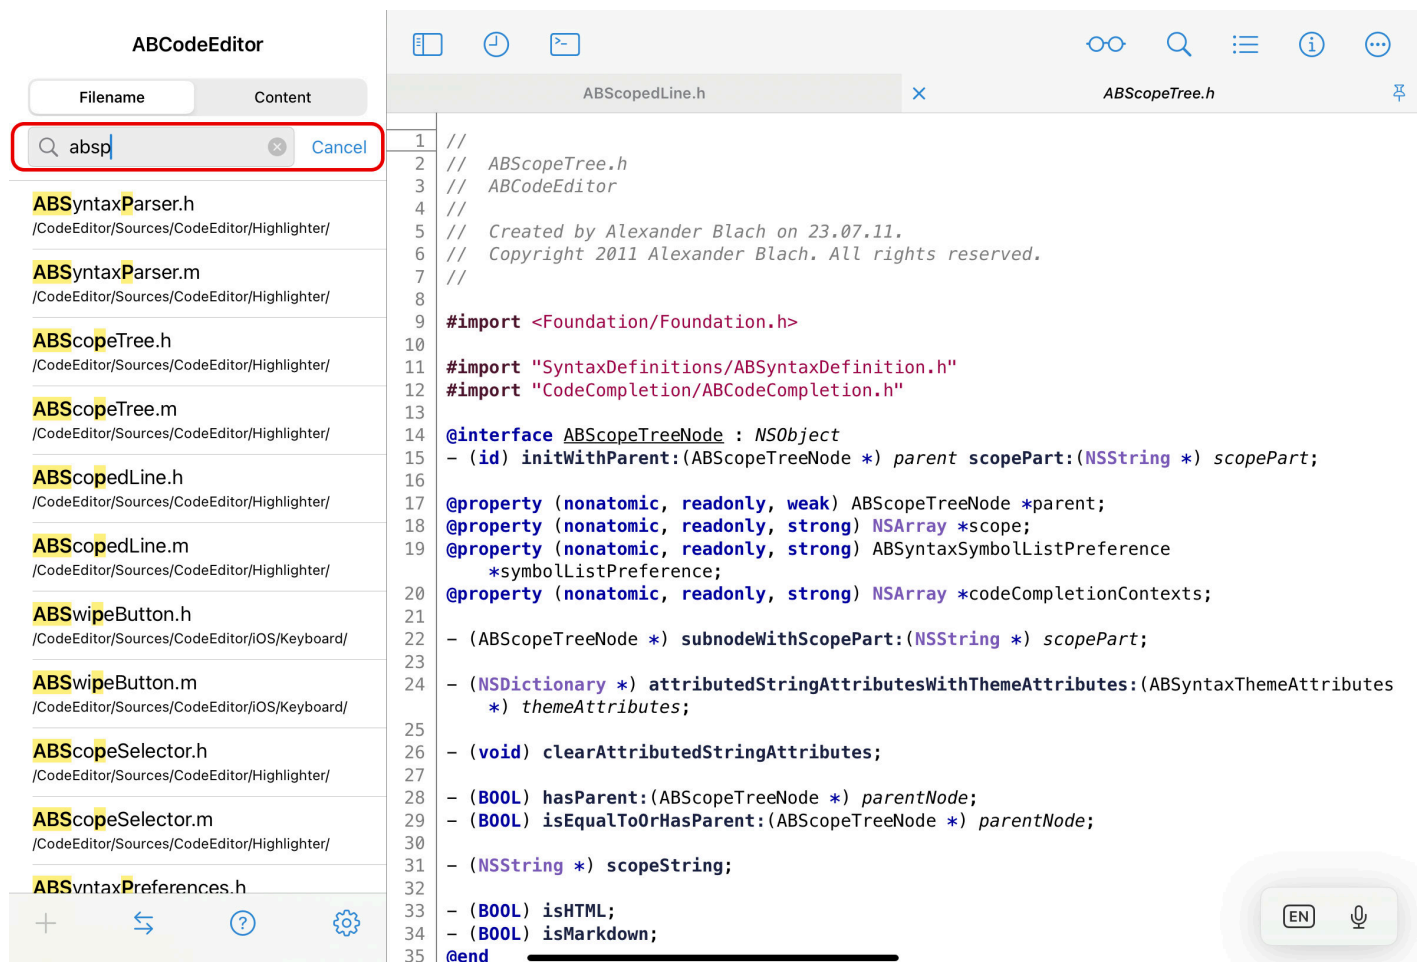 ABCodeEditor
Filename
Content
absp
Cancel
ABSyntaxParser.h
/CodeEditor/Sources/CodeEditor/Highlighter/
ABSyntaxParser.m
/CodeEditor/Sources/CodeEditor/Highlighter/
ABScopeTree.h
/CodeEditor/Sources/CodeEditor/Highlighter/
ABScopeTree.m
/CodeEditor/Sources/CodeEditor/Highlighter/
ABScopedLine.h
/CodeEditor/Sources/CodeEditor/Highlighter/
ABScopedLine.m
/CodeEditor/Sources/CodeEditor/Highlighter/
ABSwipeButton.h
/CodeEditor/Sources/CodeEditor/iOS/Keyboard/
ABSwipeButton.m
/CodeEditor/Sources/CodeEditor/iOS/Keyboard/
ABScopeSelector.h
/CodeEditor/Sources/CodeEditor/Highlighter/
ABScopeSelector.m
/CodeEditor/Sources/CodeEditor/Highlighter/
ABSyntaxPreferences.h
ABScopedLine.h
ABScopeTree.h
1 //
2 //  ABScopeTree.h
3 //  ABCodeEditor
4 //
5 //  Created by Alexander Blach on 23.07.11.
6 //  Copyright 2011 Alexander Blach. All rights reserved.
7 //
8
9 #import <Foundation/Foundation.h>
10
11 #import "SyntaxDefinitions/ABSyntaxDefinition.h"
12 #import "CodeCompletion/ABCodeCompletion.h"
13
14 @interface ABScopeTreeNode : NSObject
15 - (id) initWithParent:(ABScopeTreeNode *) parent scopePart:(NSString *) scopePart;
16
17 @property (nonatomic, readonly, weak) ABScopeTreeNode *parent;
18 @property (nonatomic, readonly, strong) NSArray *scope;
19 @property (nonatomic, readonly, strong) ABSyntaxSymbolListPreference
*symbolListPreference;
20 @property (nonatomic, readonly, strong) NSArray *codeCompletionContexts;
21
22 - (ABScopeTreeNode *) subnodeWithScopePart:(NSString *) scopePart;
23
24 - (NSDictionary *) attributedStringAttributesWithThemeAttributes:(ABSyntaxThemeAttributes
*) themeAttributes;
25
26 - (void) clearAttributedStringAttributes;
27
28 - (BOOL) hasParent:(ABScopeTreeNode *) parentNode;
29 - (BOOL) isEqualToOrHasParent:(ABScopeTreeNode *) parentNode;
30
31 - (NSString *) scopeString;
32
33 - (BOOL) isHTML;
34 - (BOOL) isMarkdown;
35 @end
EN